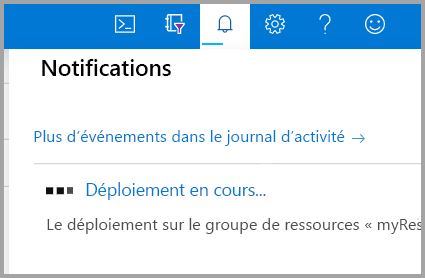 Notifications
Plus d'événements dans le journal d'activité →
Déploiement en cours...
Le déploiement sur le groupe de ressources « myRes